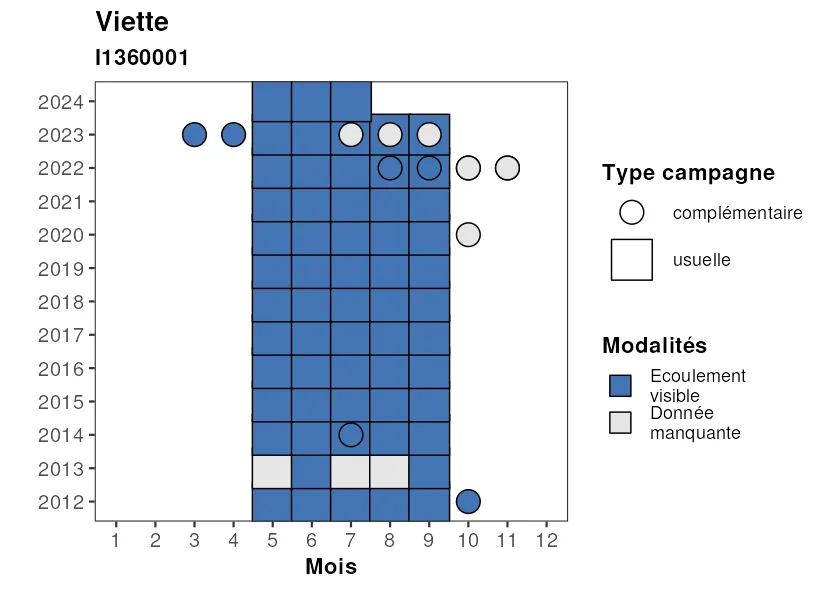 Viette
I1360001
2024
2023
2022
2021
2020
2019
2018
2017
2016
2015
2014
2013
2012
1 2 3 4 5 6 7 8 9 10 11 12
Mois
Type campagne
complémentaire
usuelle
Modalités
Ecoulement
visible
Donnée
manquante